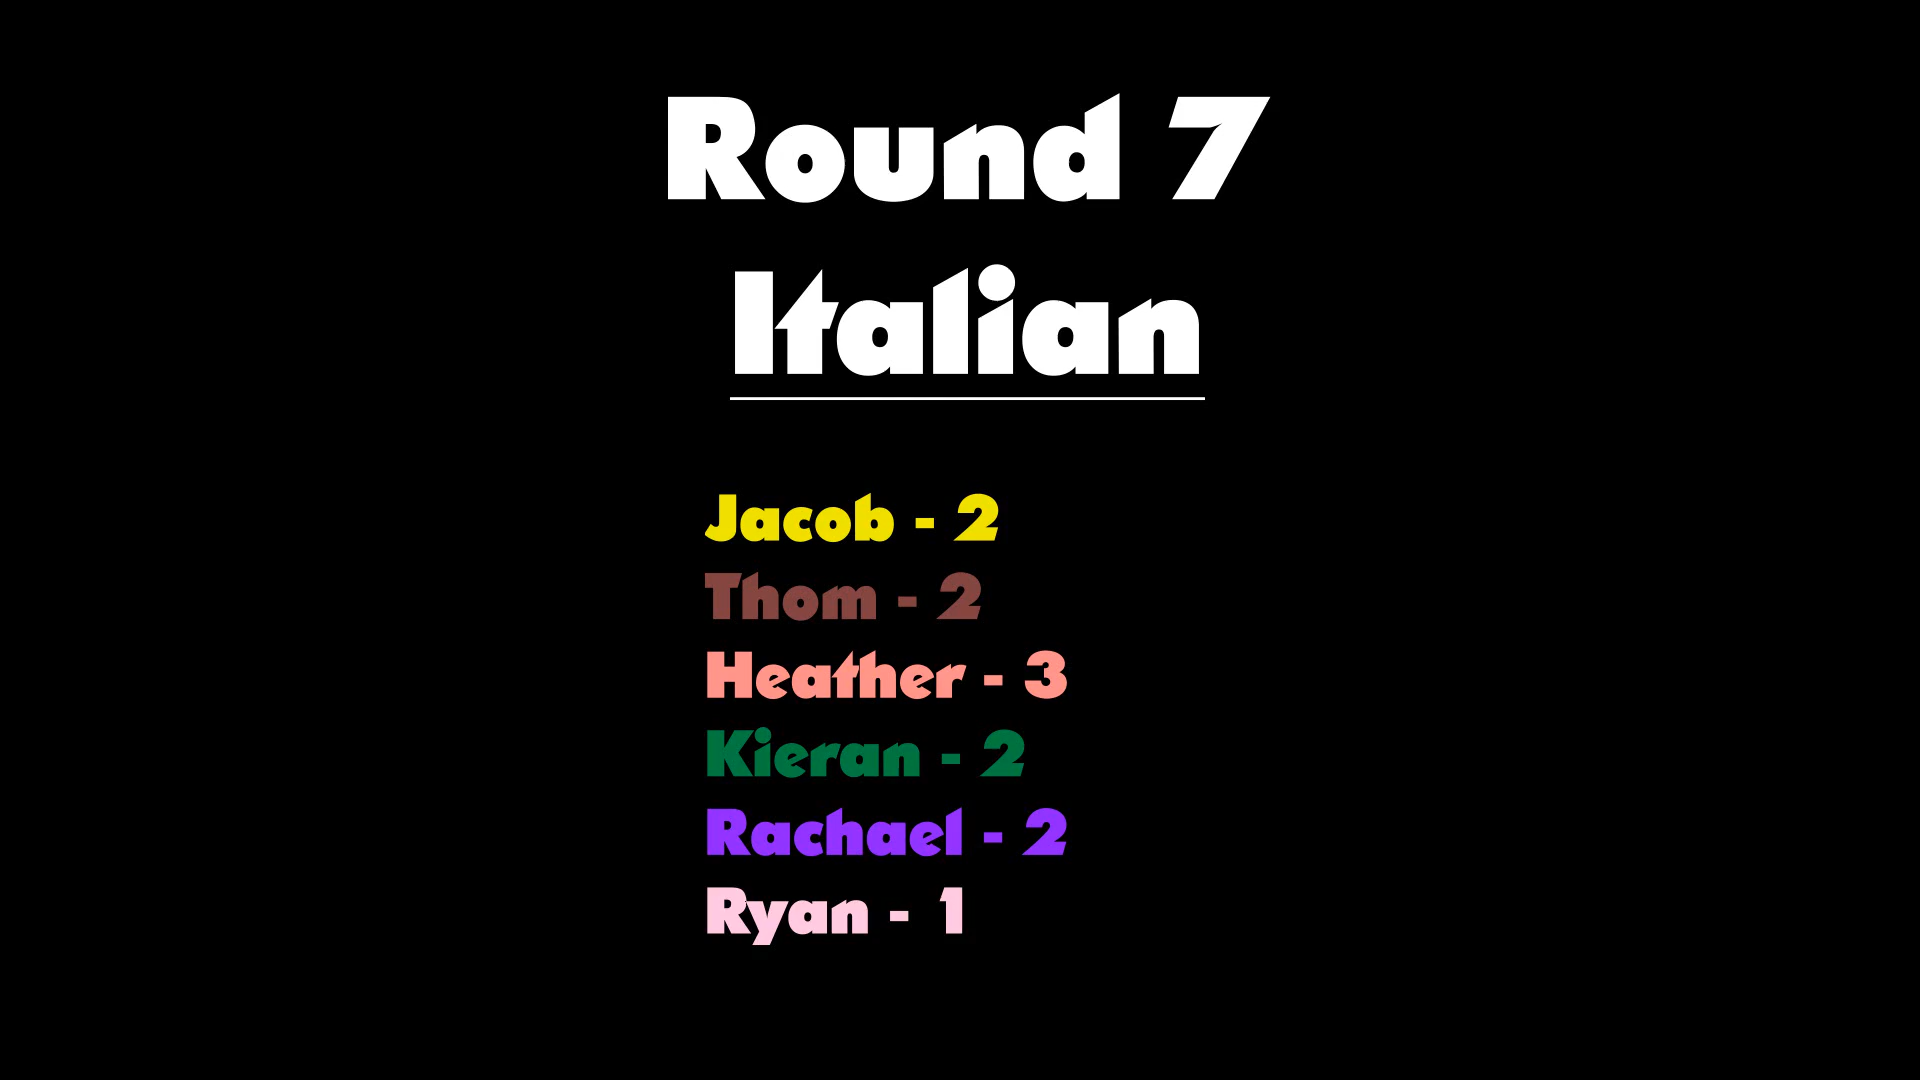 Round 7
Italian
Jacob - 2
Thom - 2
Heather - 3
Kieran - 2
Rachael - 2
Ryan - 1